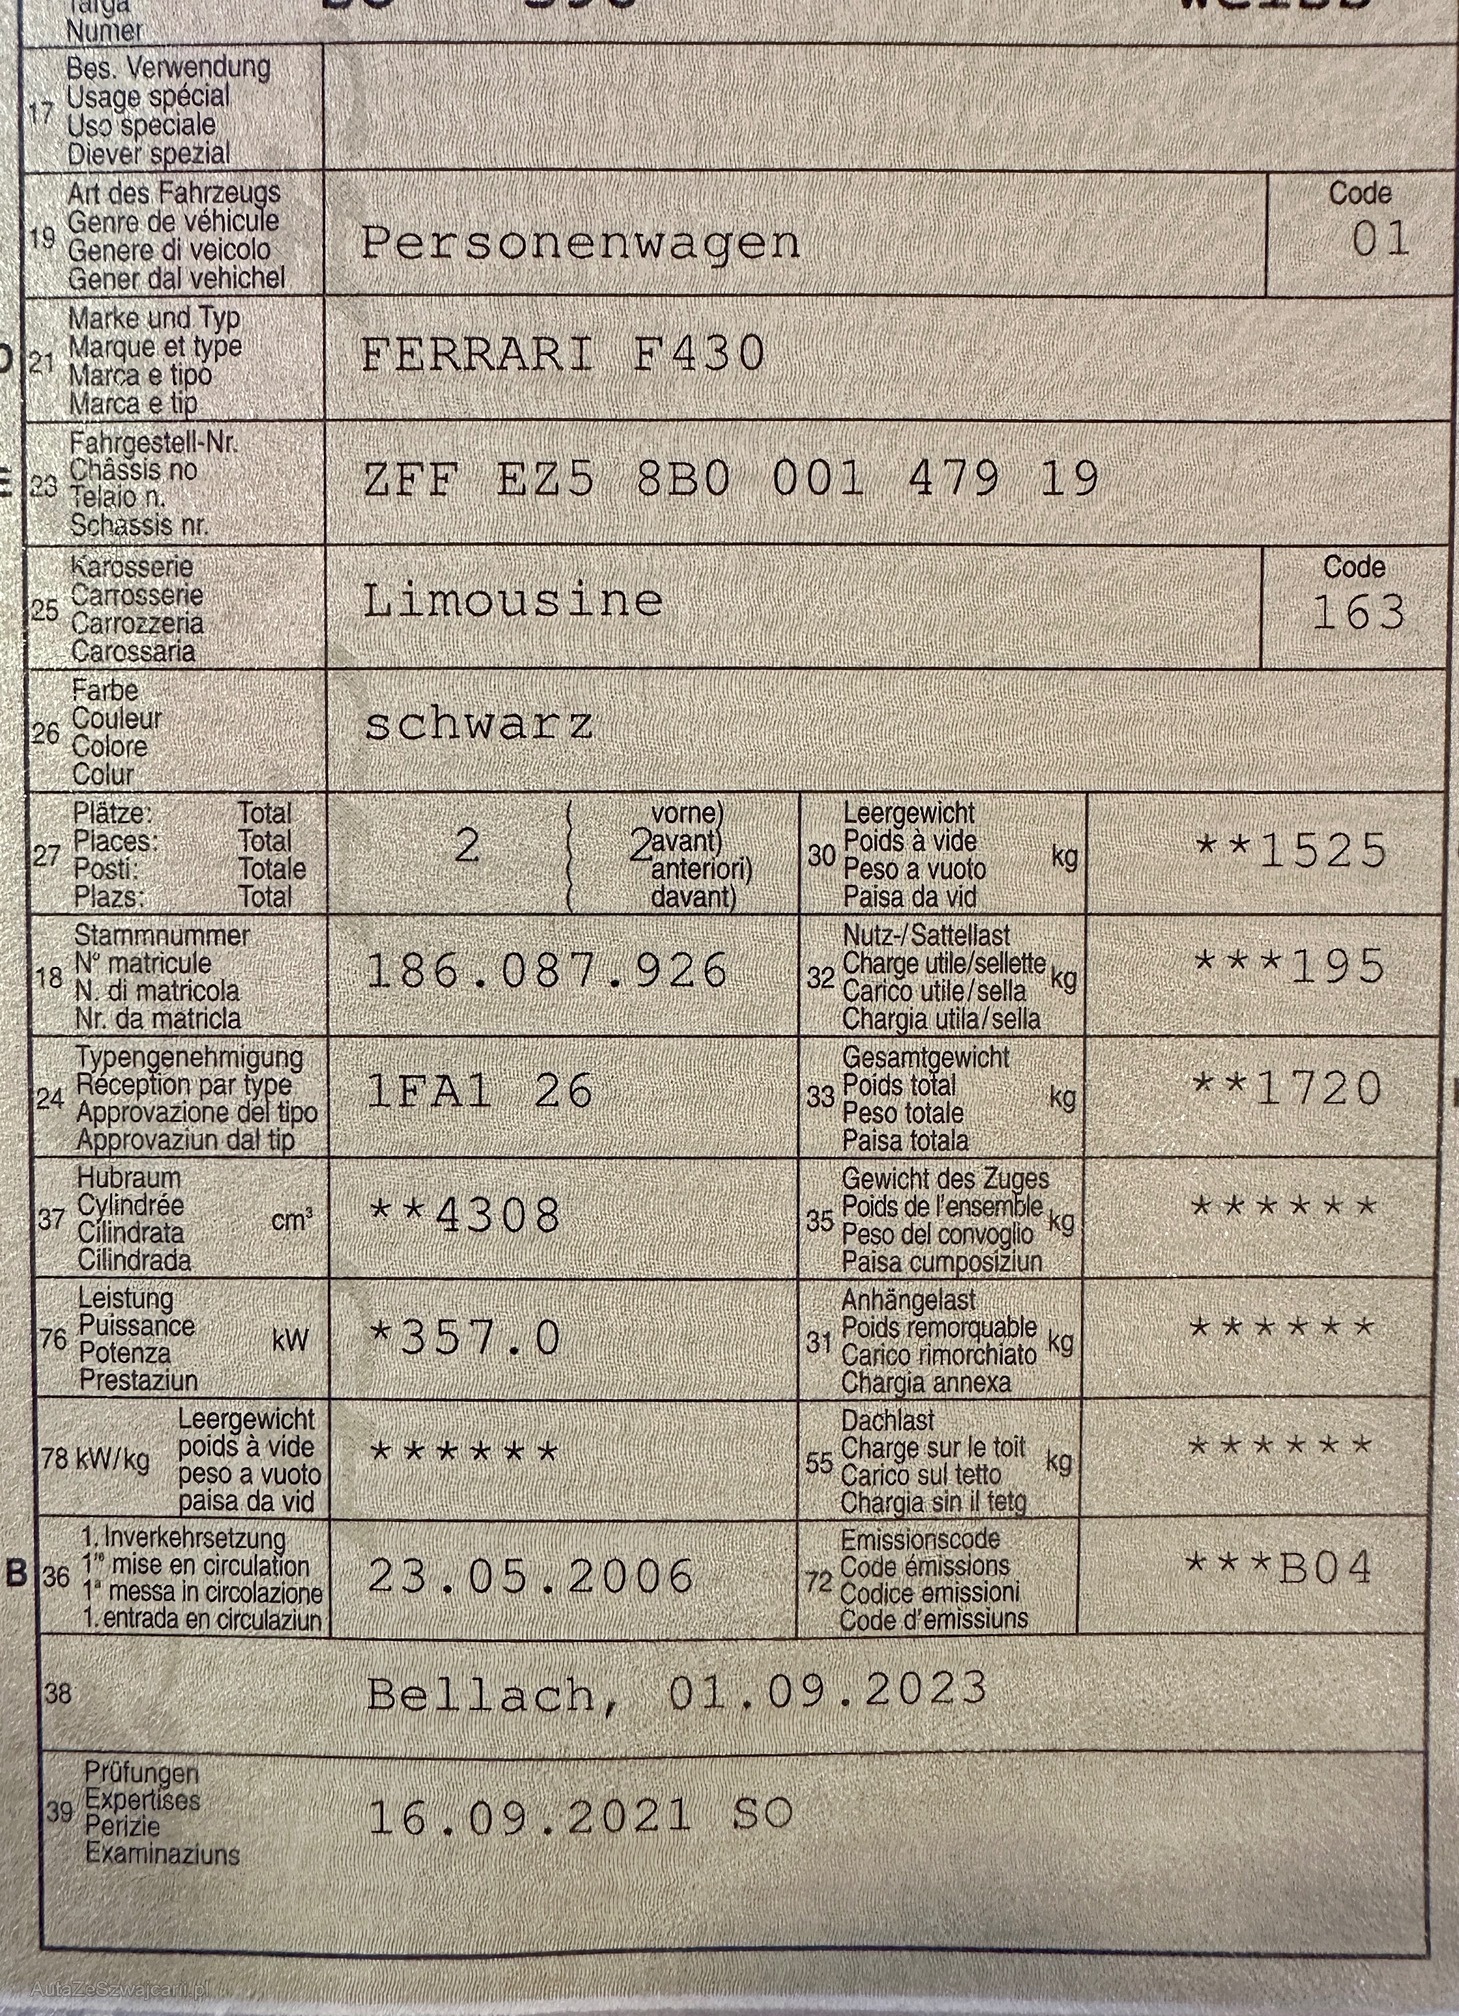 Targa
Numer
weiss
17 Bes. Verwendung
Usage spécial
Uso speciale
Diever spezial
19 Art des Fahrzeugs
Genre de véhicule
Genere di veicolo
Gener dal vehichel
Personenwagen
Code
01
21 Marke und Typ
Marque et type
Marca e tipo
Marca e tip
FERRARI F430
23 Fahrgestell-Nr.
Châssis no
Telaio n.
Schassis nr.
ZFF EZ5 8B0 001 479 19
25 Karosserie
Carrosserie
Carrozzeria
Carossaria
Limousine
Code
163
26 Farbe
Couleur
Colore
Colur
schwarz
27 Plätze: Total
Places: Total
Posti: Totale
Plazs: Total
2 ( 2
vorne)
avant)
anteriori)
davant)
30 Leergewicht
Poids à vide
Peso a vuoto
Paisa da vid
kg
**1525
18 Stammnummer
N° matricule
N. di matricola
Nr. da matricla
186.087.926
32 Nutz-/Sattellast
Charge utile/sellette
Carico utile/sella
Chargia utila/sella
kg
***195
24 Typengenehmigung
Réception par type
Approvazione del tipo
Approvaziun dal tip
1FA1 26
33 Gesamtgewicht
Poids total
Peso totale
Paisa totala
kg
**1720
37 Hubraum
Cylindrée
Cilindrata
Cilindrada
cm³
**4308
35 Gewicht des Zuges
Poids de l'ensemble
Peso del convoglio
Paisa cumposiziun
kg
******
76 Leistung
Puissance
Potenza
Prestaziun
kW
*357.0
31 Anhängelast
Poids remorquable
Carico rimorchiato
Chargia annexa
kg
******
78 kW/kg
Leergewicht
poids à vide
peso a vuoto
paisa da vid
******
55 Dachlast
Charge sur le toit
Carico sul tetto
Chargia sin il tetg
kg
******
B 36 1. Inverkehrsetzung
1re mise en circulation
1a messa in circolazione
1. entrada en circulaziun
23.05.2006
72 Emissionscode
Code émissions
Codice emissioni
Code d'emissiuns
***B04
38 Bellach, 01.09.2023
39 Prüfungen
Expertises
Perizie
Examinaziuns
16.09.2021 SO
AutaZeSzwajcarii.pl